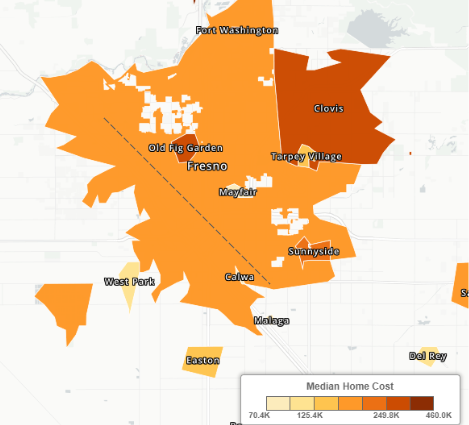 Fort Washington
Clovis
Old Fig Garden
Tarpey Village
Fresno
Mayfair
Sunnyside
Calwa
West Park
Malaga
Easton
Del Rey
Median Home Cost
70.4K 125.4K 249.8K 460.0K